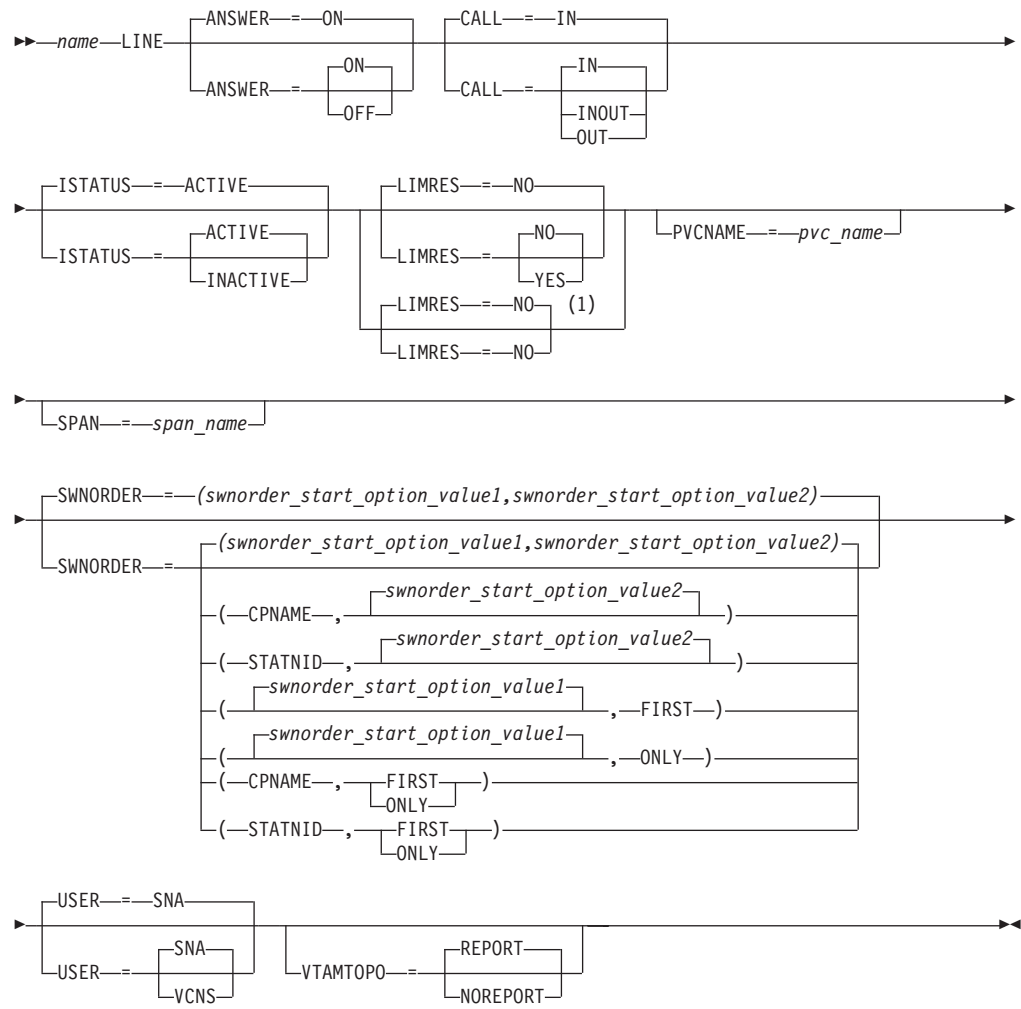 ANSWER = ON CALL = IN
name LINE
ON IN
ANSWER = CALL =
OFF INOUT
OUT
ISTATUS = ACTIVE LIMRES = NO
PVCNAME = pvc_name
ACTIVE NO
ISTATUS = LIMRES =
INACTIVE YES
LIMRES = NO (1)
LIMRES = NO
SPAN = span_name
SWNORDER = (swnorder_start_option_value1,swnorder_start_option_value2)
(swnorder_start_option_value1,swnorder_start_option_value2)
SWNORDER =
swnorder_start_option_value2
( CPNAME , )
swnorder_start_option_value2
( STATNID , )
swnorder_start_option_value1
( , FIRST )
swnorder_start_option_value1
( , ONLY )
( CPNAME , FIRST )
ONLY
( STATNID , FIRST )
ONLY
USER = SNA
SNA REPORT
USER = VTAMTOPO =
VCNS NOREPORT